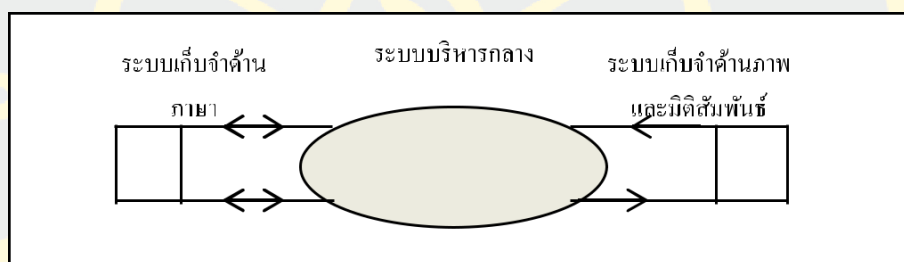 ระบบเก็บจำด้าน
ภาษา
ระบบบริหารกลาง
ระบบเก็บจำด้านภาพ
และมิติสัมพันธ์